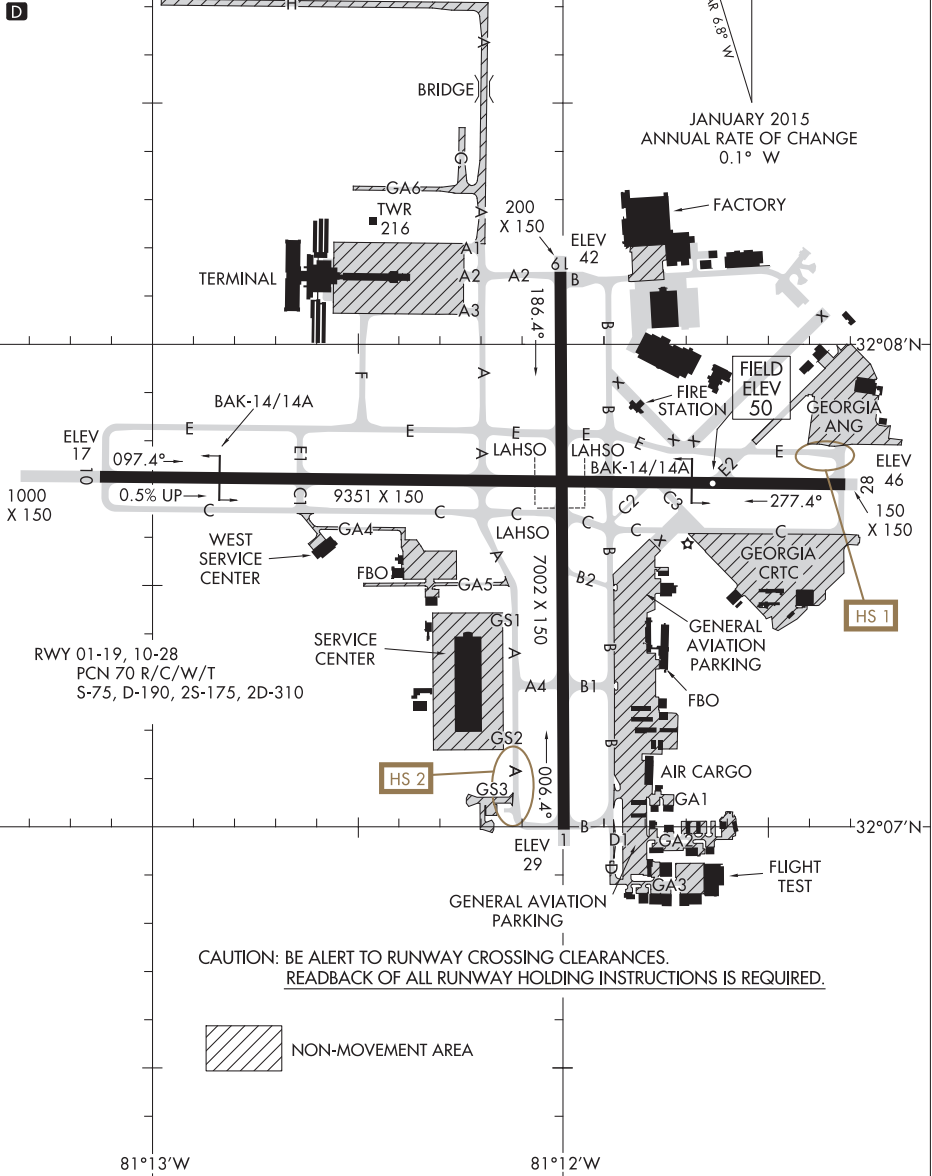 D
H
A
AR 6.8° W
BRIDGE
JANUARY 2015
ANNUAL RATE OF CHANGE
0.1° W
G
GA6
A
TWR
216
200
X 150
FACTORY
A1
19
ELEV
42
TERMINAL
A2
A2
B
A3
186.4°
B
X
32°08'N
F
A
X
FIELD
ELEV
50
BAK-14/14A
B
FIRE
STATION
GEORGIA
ANG
ELEV
17
E
E
E
E
E
X
X
E
097.4°
E1
A
LAHSO
LAHSO
BAK-14/14A
E2
ELEV
46
10
28
1000
X 150
0.5% UP
C1
9351 X 150
C2
C3
277.4°
150
X 150
C
C
C
C
GA4
LAHSO
WEST
SERVICE
CENTER
A
B
X
GEORGIA
CRTC
FBO
GA5
7002 X 150
B2
HS 1
GS1
GENERAL
AVIATION
PARKING
SERVICE
CENTER
A
B
RWY 01-19, 10-28
PCN 70 R/C/W/T
S-75, D-190, 2S-175, 2D-310
A4
B1
FBO
GS2
B
HS 2
A
006.4°
AIR CARGO
GS3
GA1
B
32°07'N
1
D1
GA2
ELEV
29
D
FLIGHT
TEST
GA3
GENERAL AVIATION
PARKING
CAUTION: BE ALERT TO RUNWAY CROSSING CLEARANCES.
READBACK OF ALL RUNWAY HOLDING INSTRUCTIONS IS REQUIRED.
NON-MOVEMENT AREA
81°13'W
81°12'W